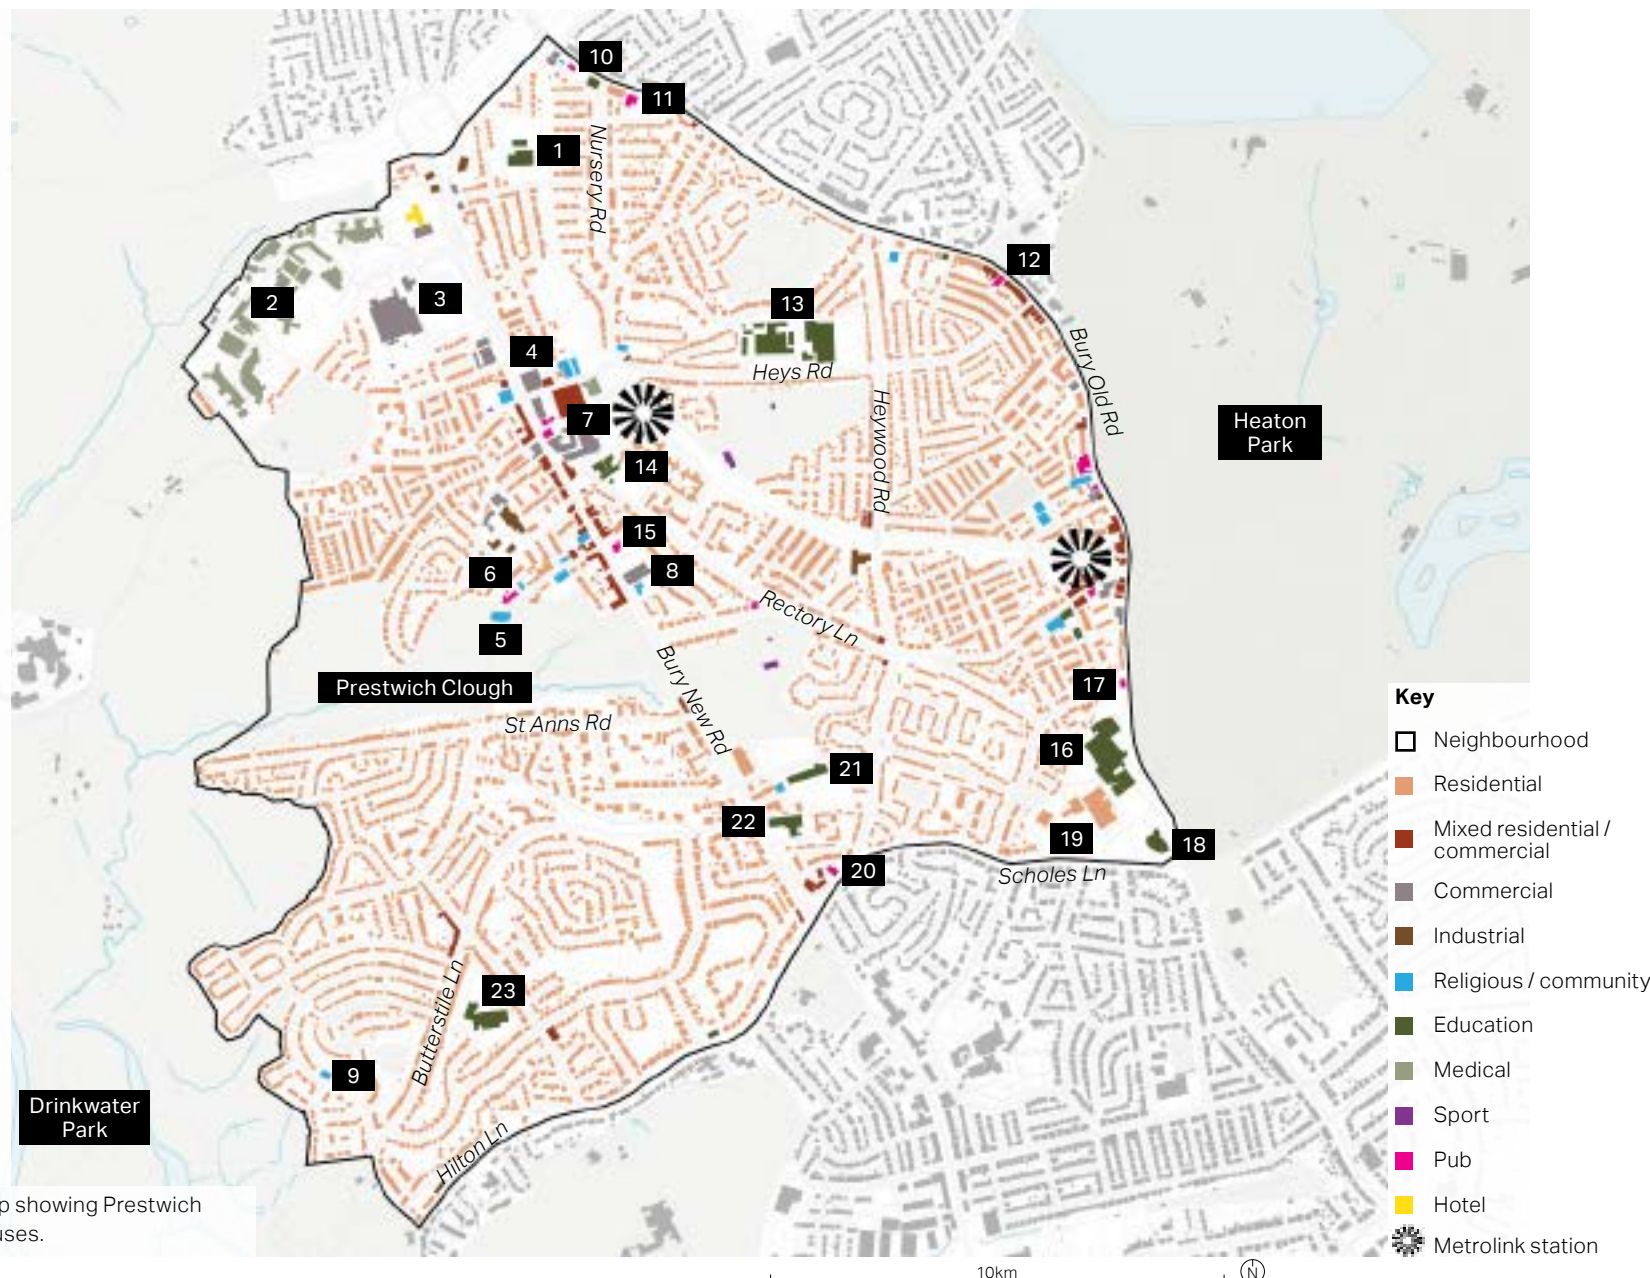 10
11
1
Nursery Rd
12
2
3
13
4
Heys Rd
Bury Old Rd
7
Heywood Rd
Heaton
Park
14
15
6
8
5
Rectory Ln
Prestwich Clough
Bury New Rd
17
St Anns Rd
16
21
22
19
18
20
Scholes Ln
23
Butterstile Ln
9
Drinkwater
Park
Hilton Ln
Key
Neighbourhood
Residential
Mixed residential /
commercial
Commercial
Industrial
Religious / community
Education
Medical
Sport
Pub
Hotel
Metrolink station
p showing Prestwich
uses.
10km
N